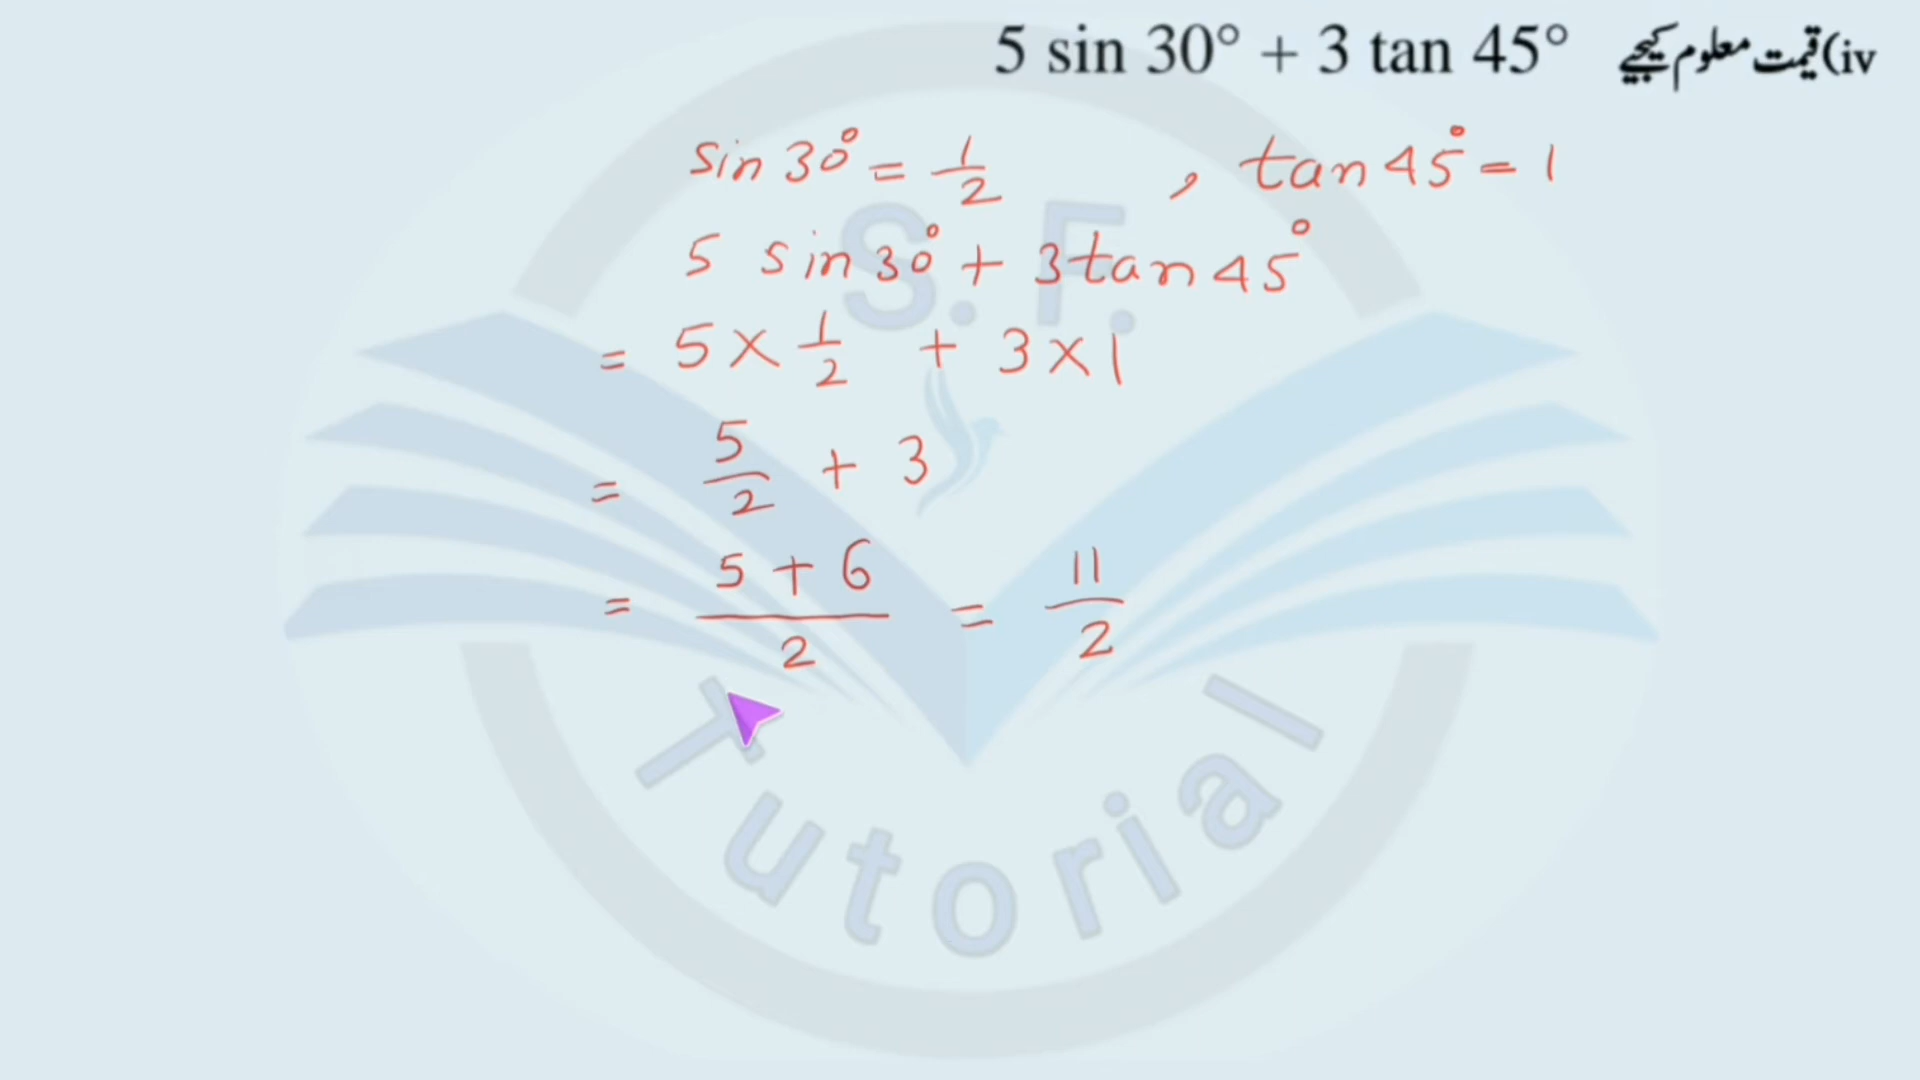 iv) قیمت معلوم کیجیے 5 sin 30° + 3 tan 45°
sin 30° = 1/2 , tan 45° = 1
5 sin 30° + 3 tan 45°
= 5 × 1/2 + 3 × 1
= 5/2 + 3
= (5 + 6)/2 = 11/2
S. F.
Tutorial